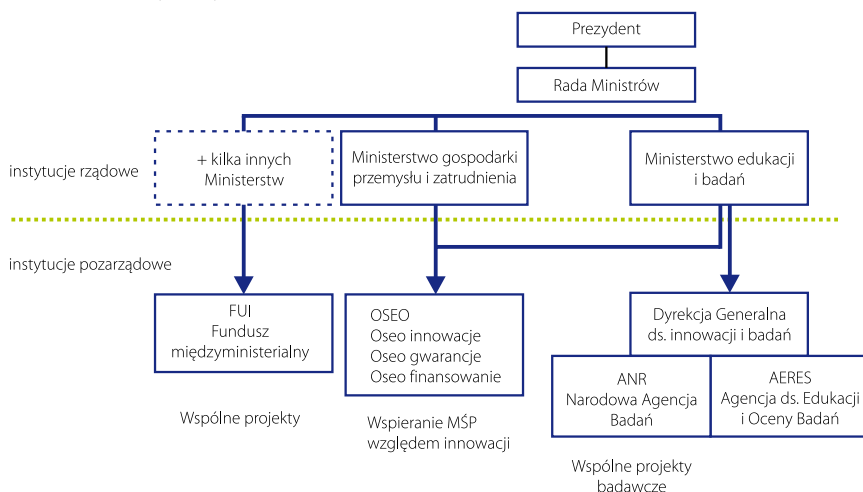 Prezydent
Rada Ministrów
instytucje rządowe
+ kilka innych
Ministerstw
Ministerstwo gospodarki
przemysłu i zatrudnienia
Ministerstwo edukacji
i badań
instytucje pozarządowe
FUI
Fundusz
międzyministerialny
Wspólne projekty
OSEO
Oseo innowacje
Oseo gwarancje
Oseo finansowanie
Wspieranie MŚP
względem innowacji
Dyrekcja Generalna
ds. innowacji i badań
ANR
Narodowa Agencja
Badań
AERES
Agencja ds. Edukacji
i Oceny Badań
Wspólne projekty
badawcze